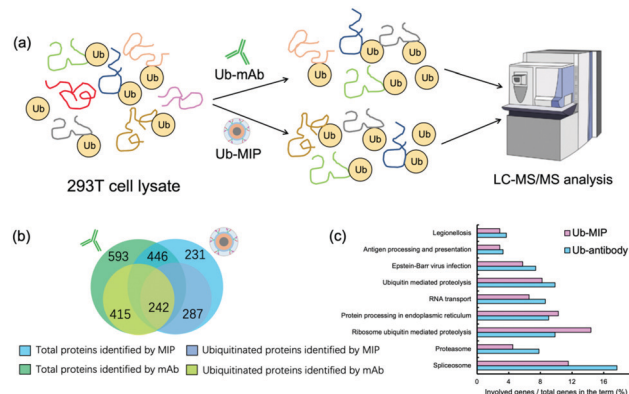 (a)
Ub
Ub
Ub
Ub
Ub
Ub
Ub
293T cell lysate
Ub-mAb
Ub-MIP
Ub
Ub
Ub
Ub
Ub
Ub
Ub
Ub
Ub
Ub
LC-MS/MS analysis
(b)
593
446
231
415
242
287
Total proteins identified by MIP
Ubiquitinated proteins identified by MIP
Total proteins identified by mAb
Ubiquitinated proteins identified by mAb
(c)
Ub-MIP
Ub-antibody
Legionellosis
Antigen processing and presentation
Epstein-Barr virus infection
Ubiquitin mediated proteolysis
RNA transport
Protein processing in endoplasmic reticulum
Ribosome ubiquitin mediated proteolysis
Proteasome
Spliceosome
0 4 8 12 16
Involved genes / total genes in the term (%)